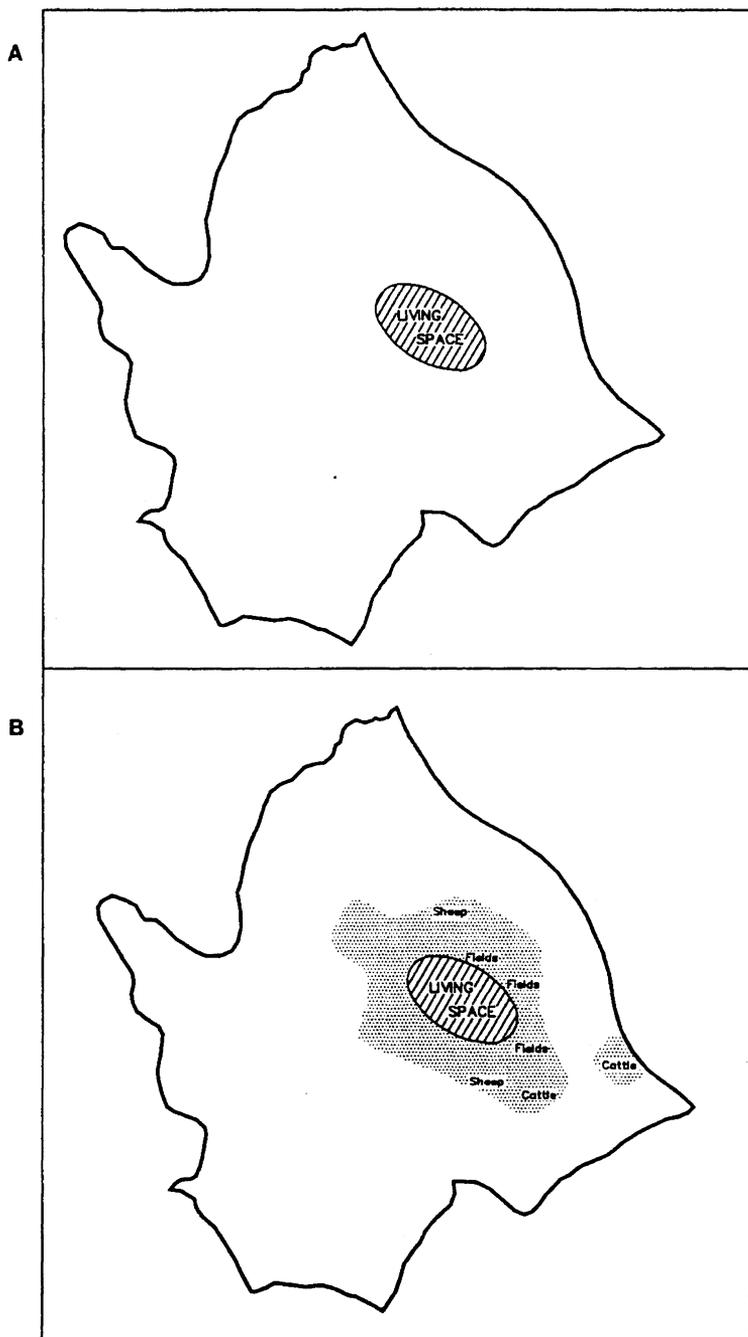 A
LIVING
SPACE
B
Sheep
Fields
LIVING
Fields
SPACE
Fields
Cattle
Sheep
Cattle